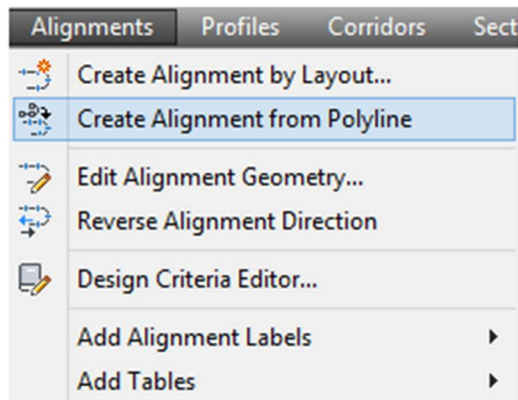 Alignments Profiles Corridors Sect
Create Alignment by Layout...
Create Alignment from Polyline
Edit Alignment Geometry...
Reverse Alignment Direction
Design Criteria Editor...
Add Alignment Labels
Add Tables